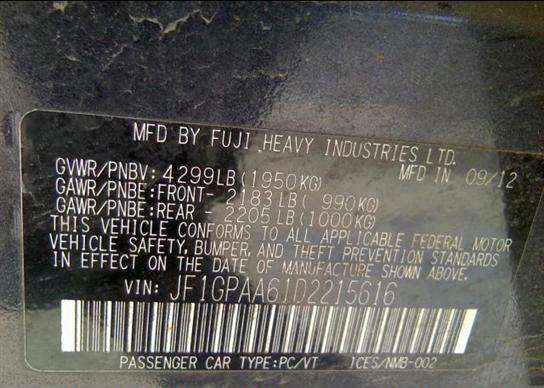 MFD BY FUJI HEAVY INDUSTRIES LTD.
MFD IN 09/12
GVWR/PNBV: 4299LB(1950KG)
GAWR/PNBE:FRONT- 2183LB( 990KG)
GAWR/PNBE:REAR - 2205LB(1000KG)
THIS VEHICLE CONFORMS TO ALL APPLICABLE FEDERAL MOTOR
VEHICLE SAFETY, BUMPER, AND THEFT PREVENTION STANDARDS
IN EFFECT ON THE DATE OF MANUFACTURE SHOWN ABOVE.
VIN: JF1GPAA61D2215616
PASSENGER CAR TYPE:PC/VT ICES/NMB-002